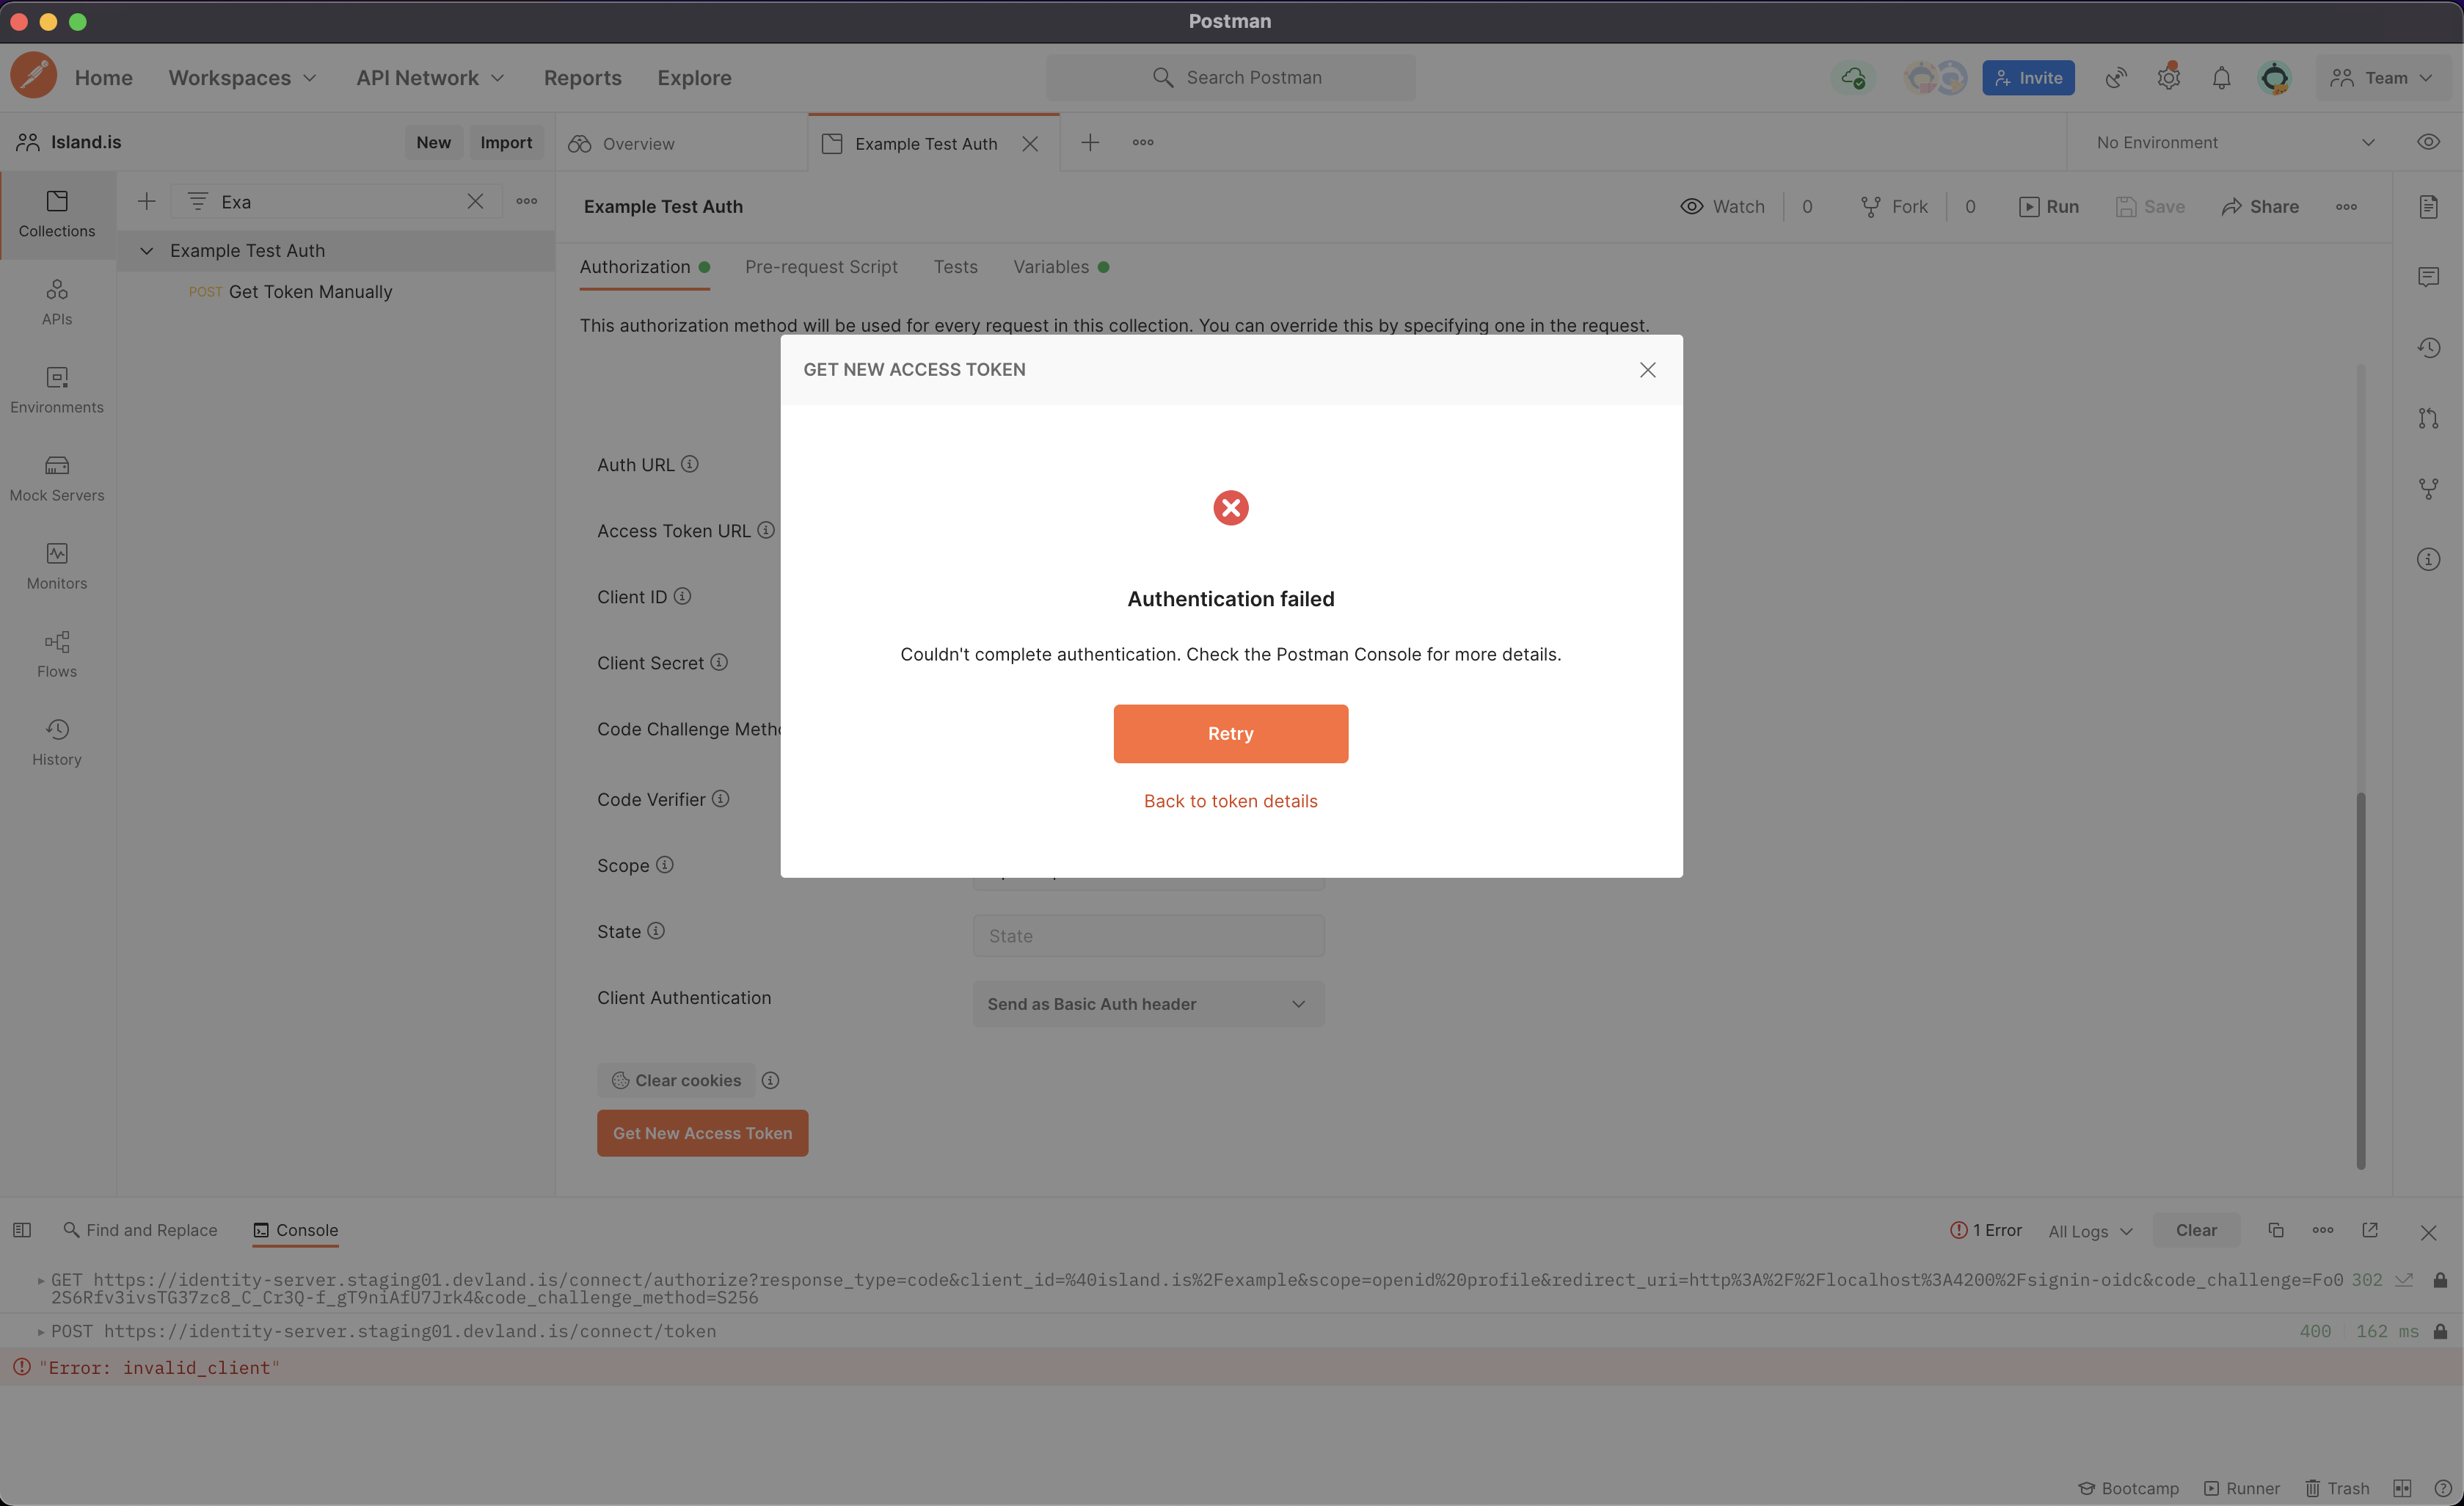 Postman
Home
Workspaces
API Network
Reports
Explore
Search Postman
Invite
Team
Island.is
New
Import
Overview
Example Test Auth
No Environment
Exa
Example Test Auth
Watch
0
Fork
0
Run
Save
Share
Collections
APIs
Environments
Mock Servers
Monitors
Flows
History
Example Test Auth
POST Get Token Manually
Authorization
Pre-request Script
Tests
Variables
This authorization method will be used for every request in this collection. You can override this by specifying one in the request.
GET NEW ACCESS TOKEN
Authentication failed
Couldn't complete authentication. Check the Postman Console for more details.
Retry
Back to token details
Auth URL
Access Token URL
Client ID
Client Secret
Code Challenge
Code Verifier
Scope
State
State
Client Authentication
Send as Basic Auth header
Clear cookies
Get New Access Token
Find and Replace
Console
1 Error
All Logs
Clear
GET https://identity-server.staging01.devland.is/connect/authorize?response_type=code&client_id=%40island.is%2Fexample&scope=openid%20profile&redirect_uri=http%3A%2F%2Flocalhost%3A4200%2Fsignin-oidc&code_challenge=Fo0 302
2S6Rfv3ivsTG37zc8_C_Cr3Q-f_gT9niAfU7Jrk4&code_challenge_method=S256
POST https://identity-server.staging01.devland.is/connect/token
400
162 ms
"Error: invalid_client"
Bootcamp
Runner
Trash